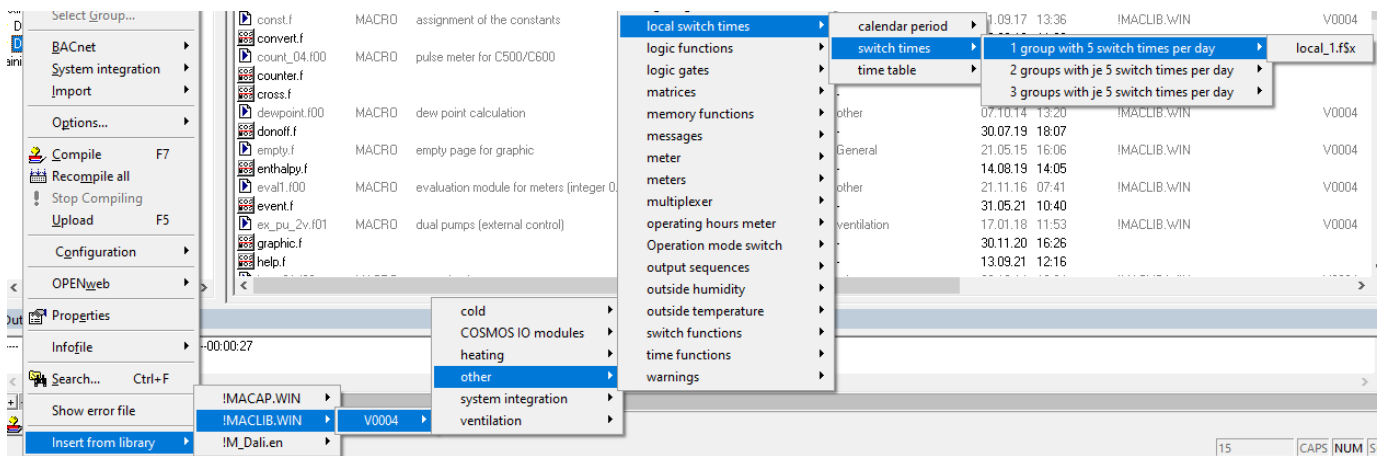 Select Group...
BACnet
System integration
Import
Options...
Compile F7
Recompile all
Stop Compiling
Upload F5
Configuration
OPENweb
Properties
Infofile
Search... Ctrl+F
Show error file
Insert from library
!MACAP.WIN
!MACLIB.WIN
!M_Dali.en
V0004
cold
COSMOS IO modules
heating
other
system integration
ventilation
local switch times
logic functions
logic gates
matrices
memory functions
messages
meter
meters
multiplexer
operating hours meter
Operation mode switch
output sequences
outside humidity
outside temperature
switch functions
time functions
warnings
calendar period
switch times
time table
1 group with 5 switch times per day
2 groups with je 5 switch times per day
3 groups with je 5 switch times per day
local_1.f$x
const.f MACRO assignment of the constants 1.09.17 13:36 !MACLIB.WIN V0004
convert.f
count_04.f00 MACRO pulse meter for C500/C600
counter.f
cross.f
dewpoint.f00 MACRO dew point calculation other 07.10.14 13:20 !MACLIB.WIN V0004
donoff.f 30.07.19 18:07
empty.f MACRO empty page for graphic General 21.05.15 16:06 !MACLIB.WIN V0004
enthalpy.f 14.08.19 14:05
eval1.f00 MACRO evaluation module for meters (integer 0. other 21.11.16 07:41 !MACLIB.WIN V0004
event.f 31.05.21 10:40
ex_pu_2v.f01 MACRO dual pumps (external control) ventilation 17.01.18 11:53 !MACLIB.WIN V0004
graphic.f 30.11.20 16:26
help.f 13.09.21 12:16
--00:00:27
15 CAPS NUM